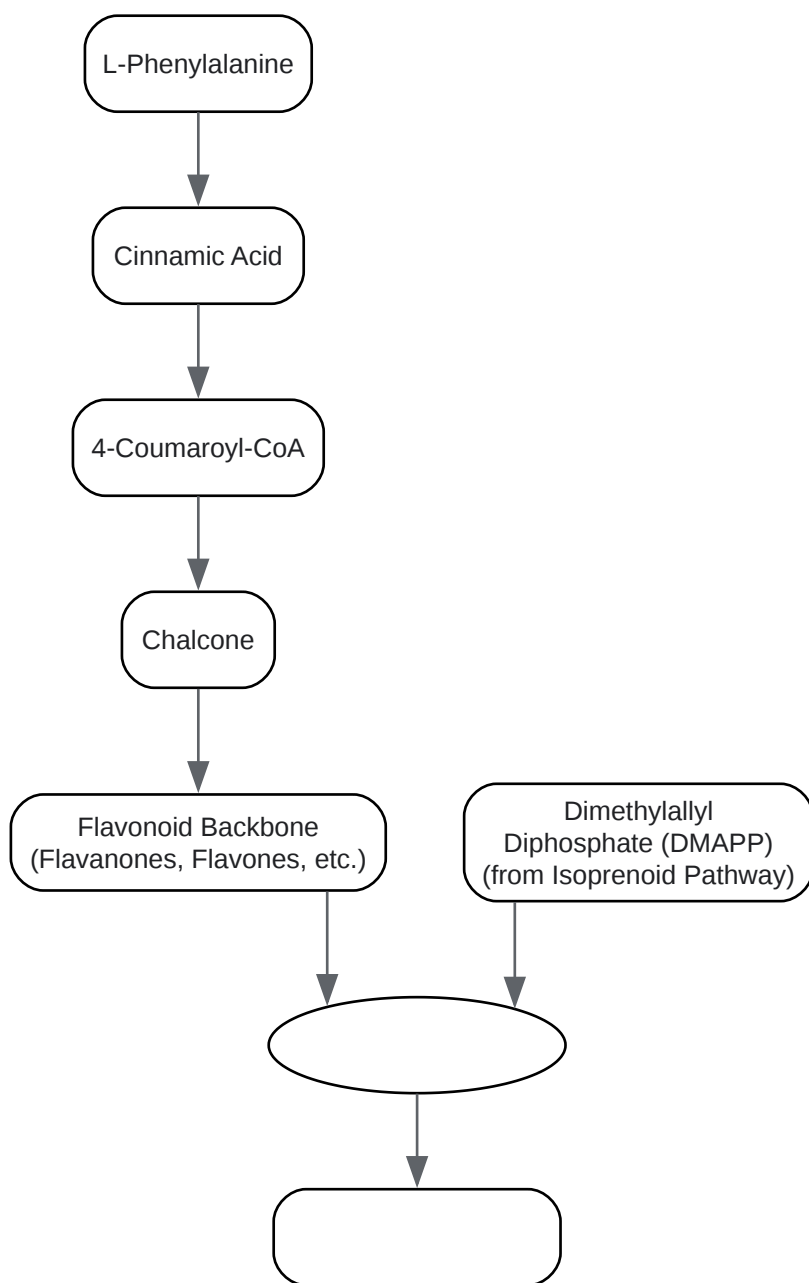 L-Phenylalanine
Cinnamic Acid
4-Coumaroyl-CoA
Chalcone
Flavonoid Backbone
(Flavanones, Flavones, etc.)
Dimethylallyl
Diphosphate (DMAPP)
(from Isoprenoid Pathway)